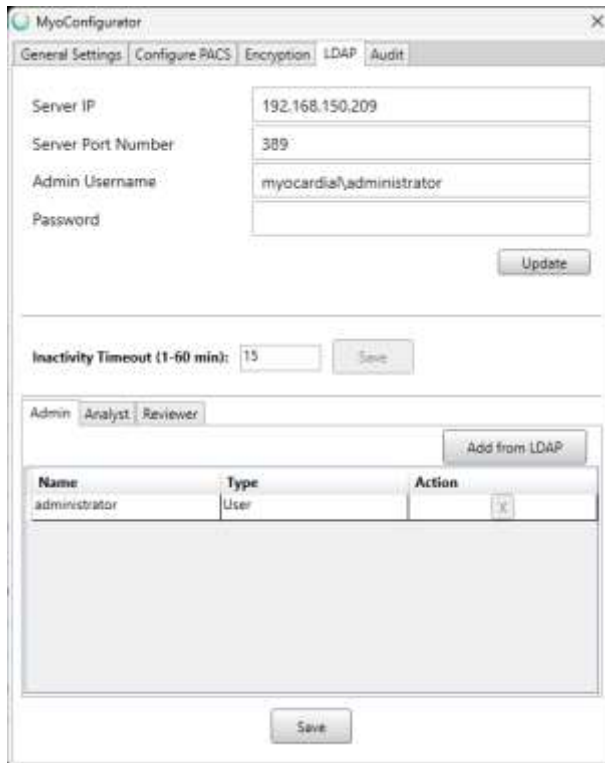 MyoConfigurator
General Settings Configure PACS Encryption LDAP Audit
Server IP 192.168.150.209
Server Port Number 389
Admin Username myocardial\administrator
Password
Update
Inactivity Timeout (1-60 min): 15 Save
Admin Analyst Reviewer
Add from LDAP
Name Type Action
administrator User X
Save